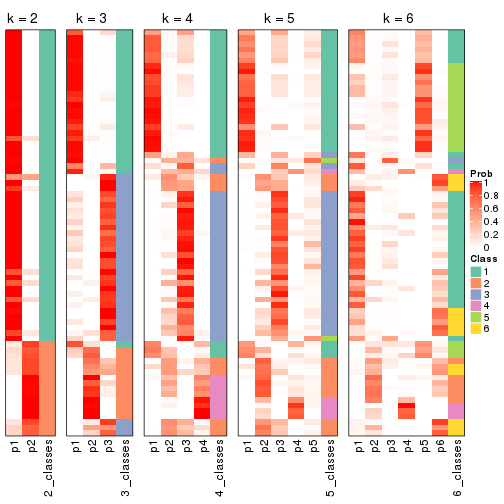 k = 2
k = 3
k = 4
k = 5
k = 6
Prob
1
0.8
0.6
0.4
0.2
0
Class
1
2
3
4
5
6
p1
p2
2_classes
p1
p2
p3
3_classes
p1
p2
p3
p4
4_classes
p1
p2
p3
p4
p5
5_classes
p1
p2
p3
p4
p5
p6
6_classes